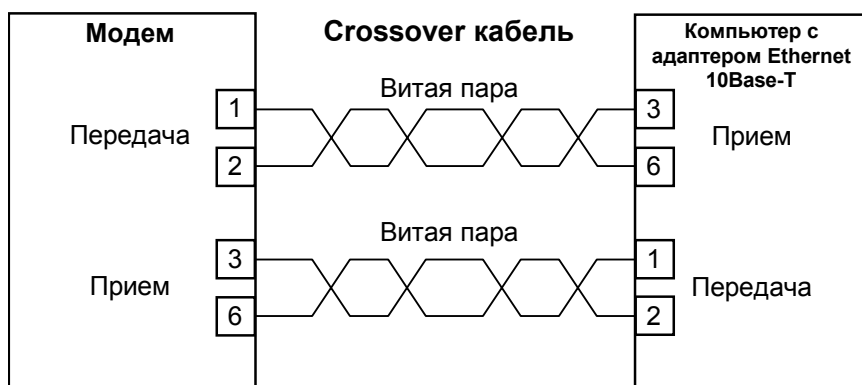 Модем
Crossover кабель
Компьютер с
адаптером Ethernet
10Base-T
Витая пара
1
3
Передача
Прием
2
6
Витая пара
3
1
Прием
Передача
6
2